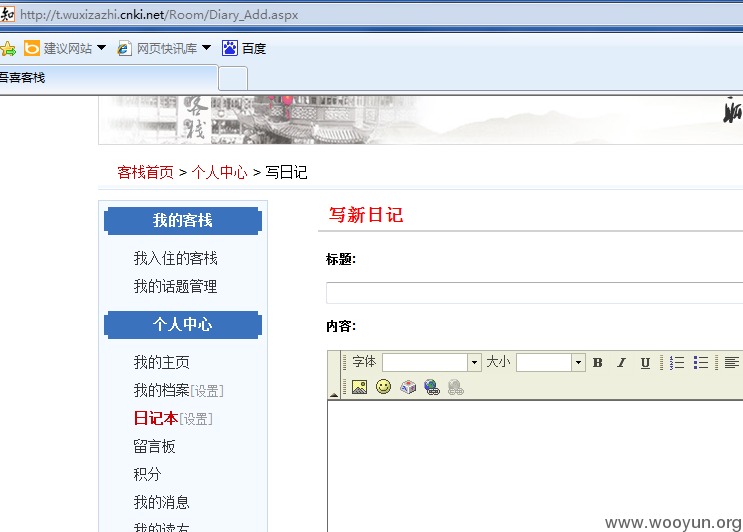 知 http://t.wuxizazhi.cnki.net/Room/Diary_Add.aspx
建议网站 网页快讯库 百度
吾喜客栈
客栈
客栈首页 > 个人中心 > 写日记
我的客栈
我入住的客栈
我的话题管理
个人中心
我的主页
我的档案[设置]
日记本[设置]
留言板
积分
我的消息
我的读友
写新日记
标题:
内容:
字体 大小 B I U
www.wooyun.org